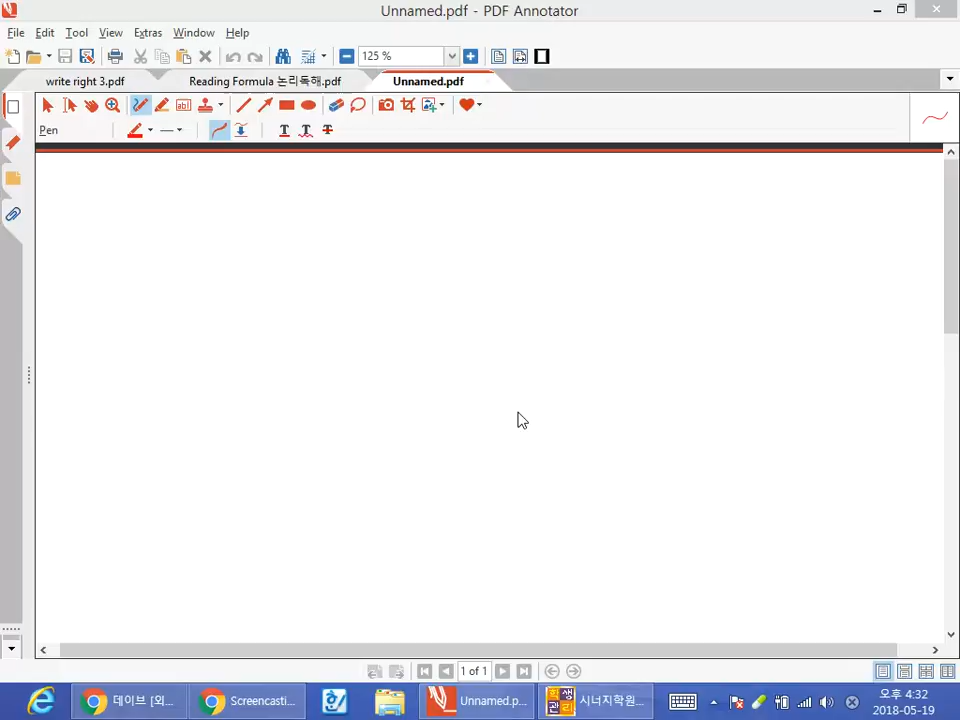 Unnamed.pdf - PDF Annotator
File Edit Tool View Extras Window Help
125 %
write right 3.pdf Reading Formula 논리독해.pdf Unnamed.pdf
Pen
1 of 1
데이브 [외... Screencasti... Unnamed.p... 시너지학원... 오후 4:32
2018-05-19